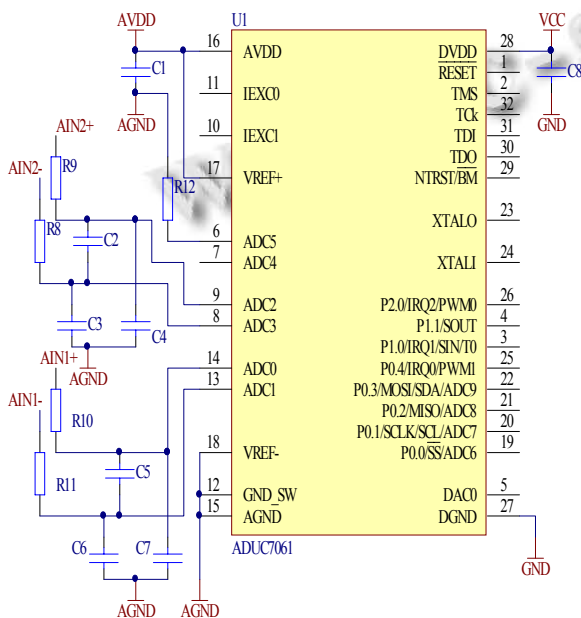 U1
AVDD
VCC
16 AVDD
DVDD 28
C1
RESET 1
C8
11 IEXC0
TMS 2
AGND
TCk 32
GND
AIN2+
10 IEXC1
TDI 31
TDO 30
AIN2-
R9
17 VREF+
NTRST/BM 29
R12
XTALO 23
R8
C2
6 ADC5
7 ADC4
XTALI 24
9 ADC2
P2.0/IRQ2/PWM0 26
C3
C4
8 ADC3
P1.1/SOUT 4
P1.0/IRQ1/SIN/T0 3
AGND
AIN1+
14 ADC0
P0.4/IRQ0/PWM1 25
13 ADC1
P0.3/MOSI/SDA/ADC9 22
AIN1-
R10
P0.2/MISO/ADC8 21
P0.1/SCLK/SCL/ADC7 20
18 VREF-
P0.0/SS/ADC6 19
C5
R11
12 GND_SW
DAC0 5
15 AGND
DGND 27
C6
C7
ADUC7061
GND
AGND
AGND